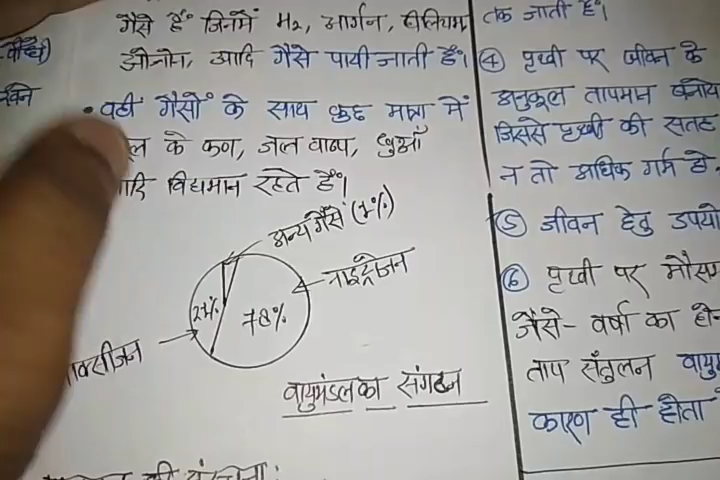 गैसे हैं जिनमें H₂, आर्गन, हीलियम,
ओजोन, आदि गैसे पायी जाती हैं।
• वहीं गैसों के साथ कुछ मात्रा में
के कण, जल वाष्प, धुआँ
विद्यमान रहते हैं।
अन्य गैसें (1%)
नाइट्रोजन
21%
78%
वायुमंडल का संगठन
तक जाती हैं।
④ पृथ्वी पर जीवन के
अनुकूल तापमान बनाये
जिससे पृथ्वी की सतह
न तो अधिक गर्म हो
⑤ जीवन हेतु
⑥ पृथ्वी पर मौसम
जैसे- वर्षा का
ताप संतुलन
कारण ही होता